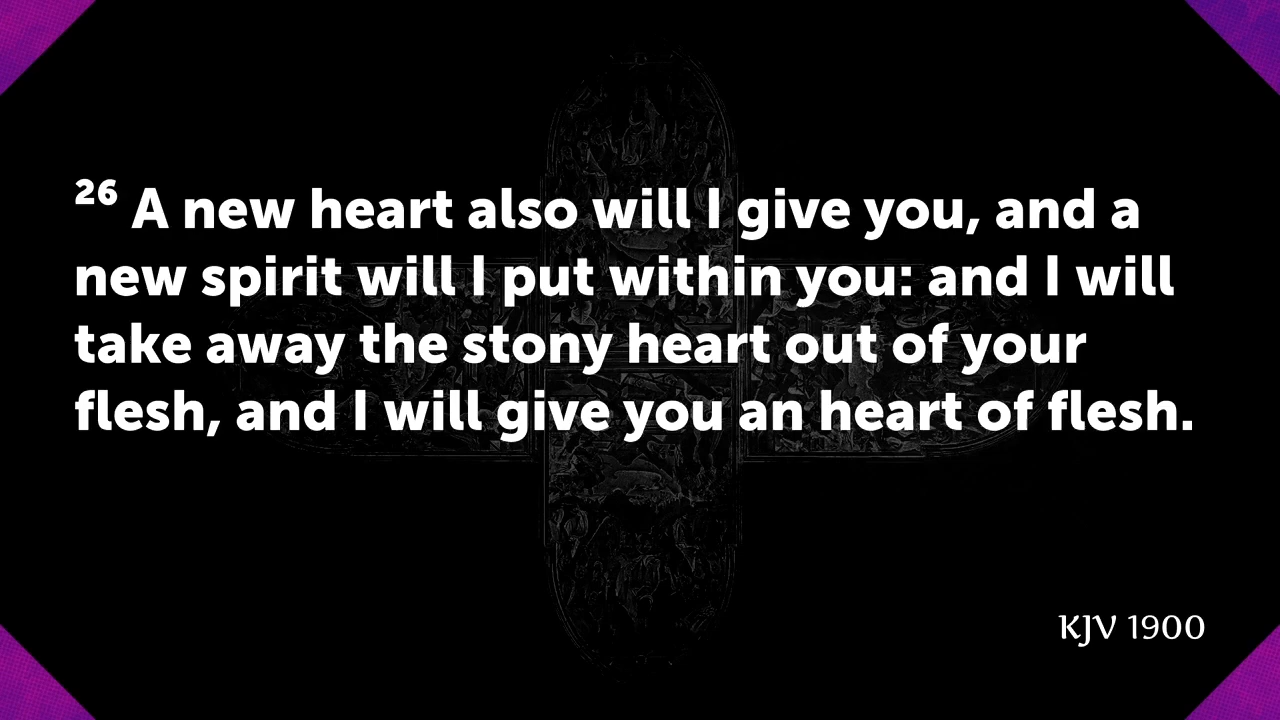 ²⁶ A new heart also will I give you, and a
new spirit will I put within you: and I will
take away the stony heart out of your
flesh, and I will give you an heart of flesh.
KJV 1900